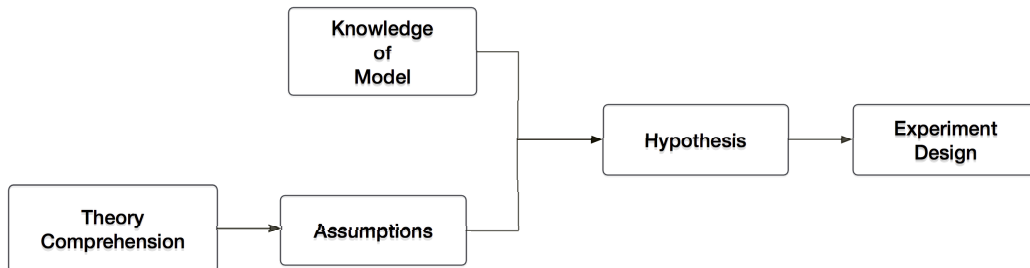 Knowledge
of
Model
Hypothesis
Experiment
Design
Theory
Comprehension
Assumptions